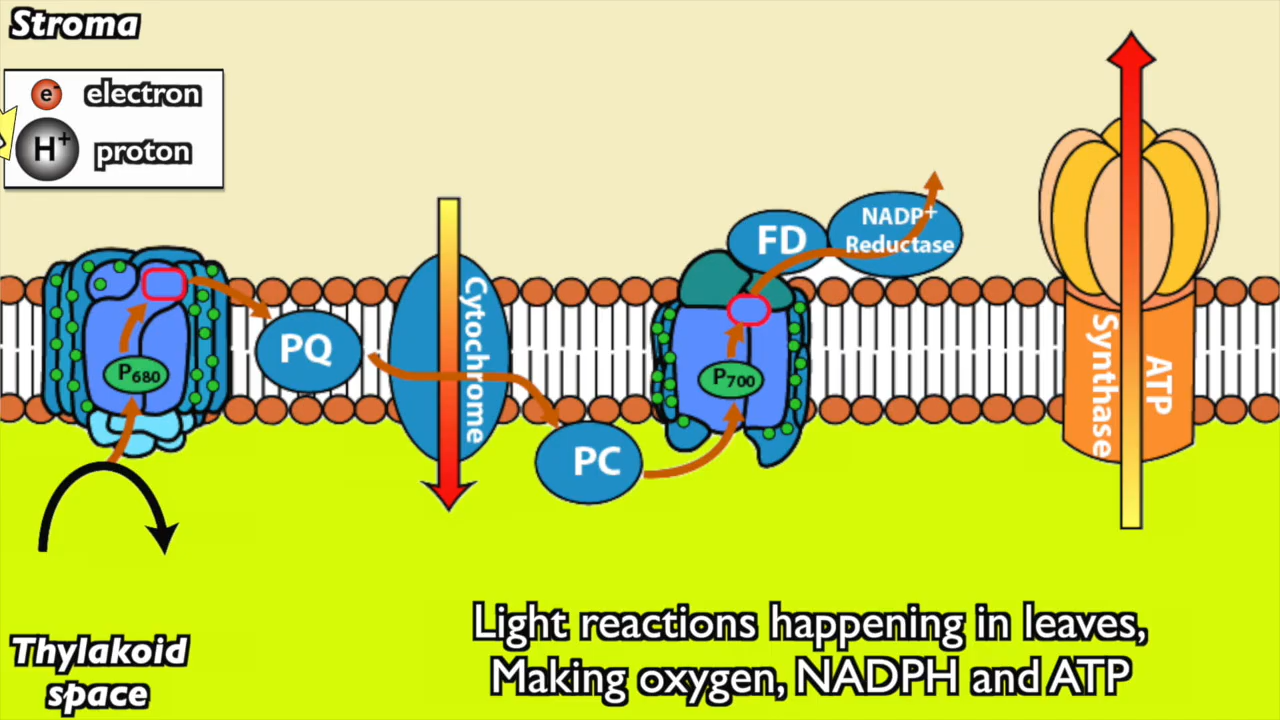 Stroma
e⁻ electron
H⁺ proton
P680
PQ
Cytochrome
PC
P700
FD
NADP⁺
Reductase
ATP
Synthase
Light reactions happening in leaves,
Making oxygen, NADPH and ATP
Thylakoid
space